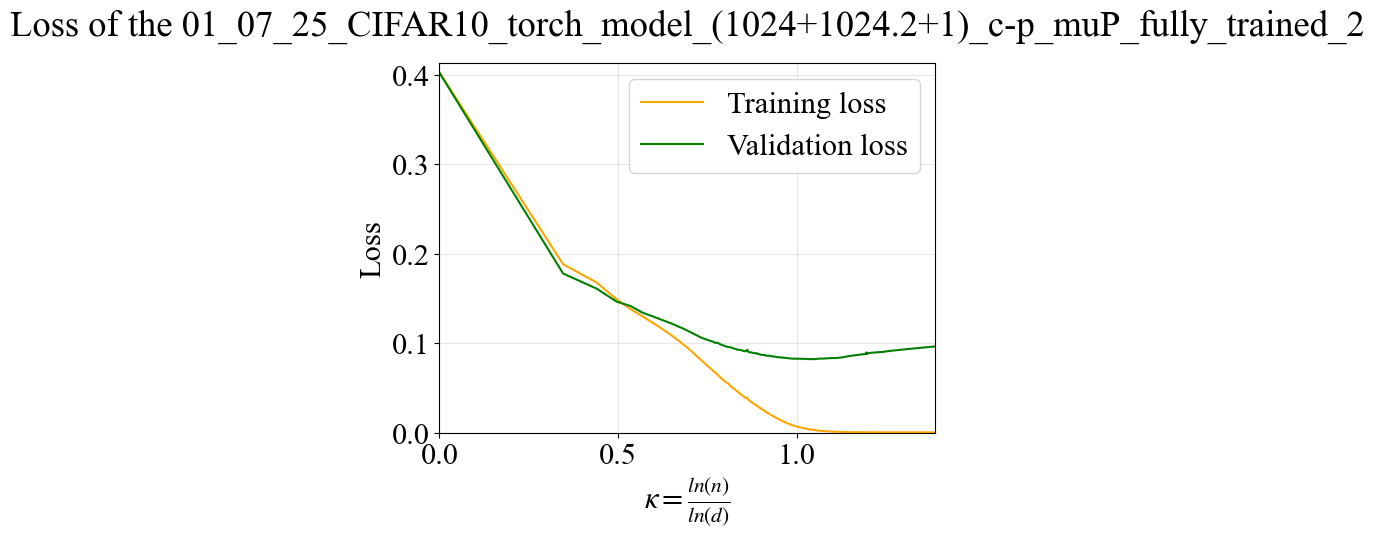 Loss of the 01_07_25_CIFAR10_torch_model_(1024+1024.2+1)_c-p_muP_fully_trained_2
0.4
0.3
0.2
0.1
0.0
Loss
Training loss
Validation loss
0.0 0.5 1.0
κ = ln(n)/ln(d)